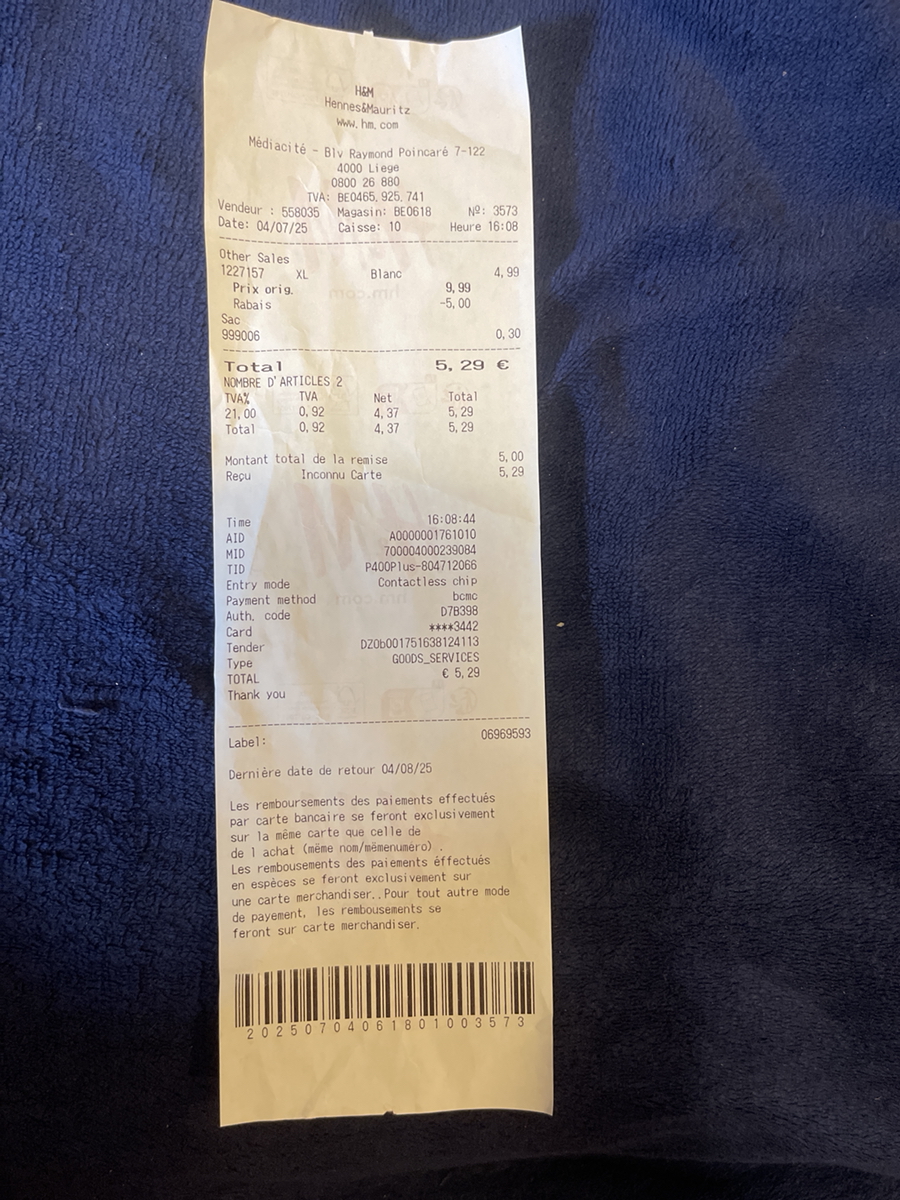 H&M
Hennes&Mauritz
www.hm.com
Médiacité - Blv Raymond Poincaré 7-122
4000 Liege
0800 26 880
TVA: BE0465.925.741
Vendeur : 558035 Magasin: BE0618 Nº: 3573
Date: 04/07/25 Caisse: 10 Heure 16:08
Other Sales
1227157 XL Blanc 4,99
Prix orig. 9,99
Rabais -5,00
Sac
999006 0,30
Total 5,29 €
NOMBRE D'ARTICLES 2
TVA% TVA Net Total
21,00 0,92 4,37 5,29
Total 0,92 4,37 5,29
Montant total de la remise 5,00
Reçu Inconnu Carte 5,29
Time 16:08:44
AID A0000001761010
MID 700004000239084
TID P400Plus-804712066
Entry mode Contactless chip
Payment method bcmc
Auth. code D7B398
Card ****3442
Tender DZ0b001751638124113
Type GOODS_SERVICES
TOTAL € 5,29
Thank you
Label: 06969593
Dernière date de retour 04/08/25
Les remboursements des paiements effectués
par carte bancaire se feront exclusivement
sur la même carte que celle de
de l achat (même nom/mêmenuméro) .
Les rembousements des paiements éffectués
en espèces se feront exclusivement sur
une carte merchandiser..Pour tout autre mode
de payement, les rembousements se
feront sur carte merchandiser.
20250704061801003573